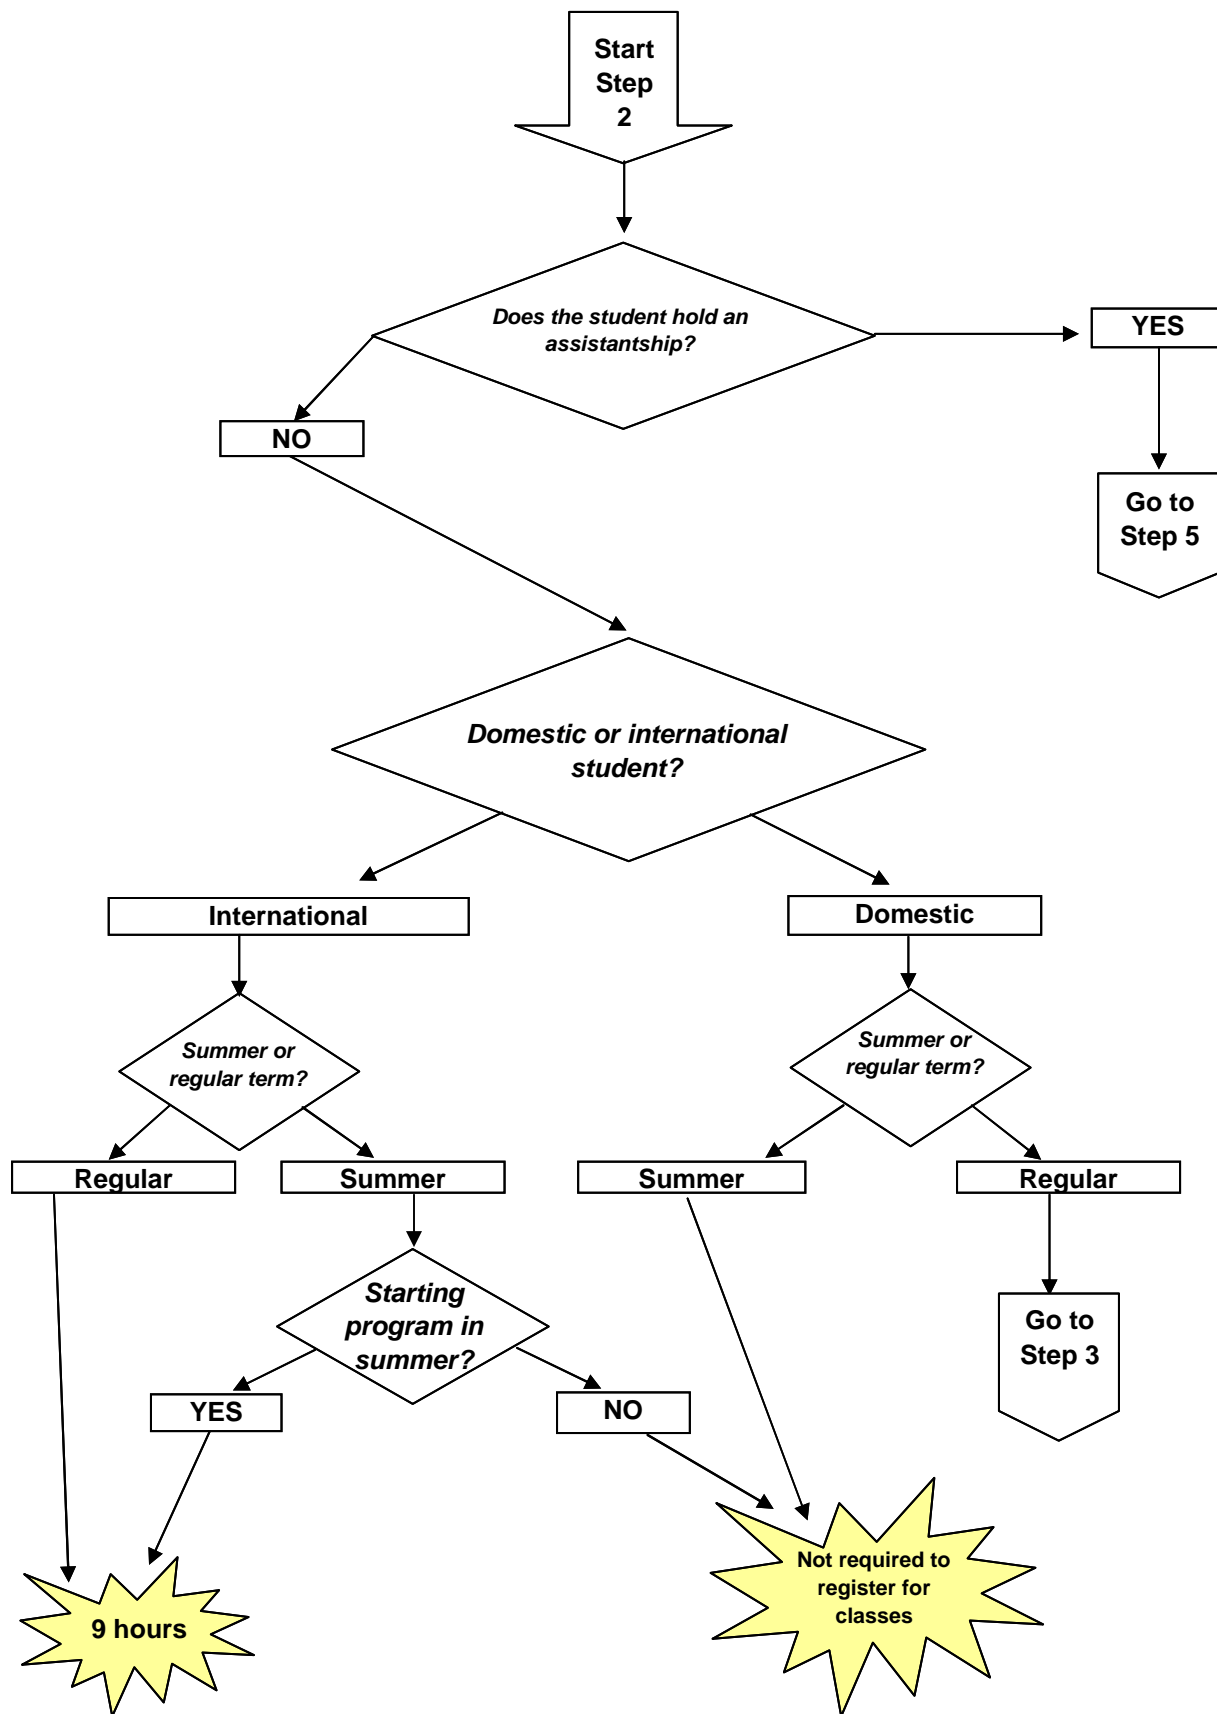 Start
Step
2
Does the student hold an
assistantship?
YES
NO
Go to
Step 5
Domestic or international
student?
International
Domestic
Summer or
regular term?
Summer or
regular term?
Regular
Summer
Summer
Regular
Starting
program in
summer?
Go to
Step 3
YES
NO
Not required to
register for
classes
9 hours